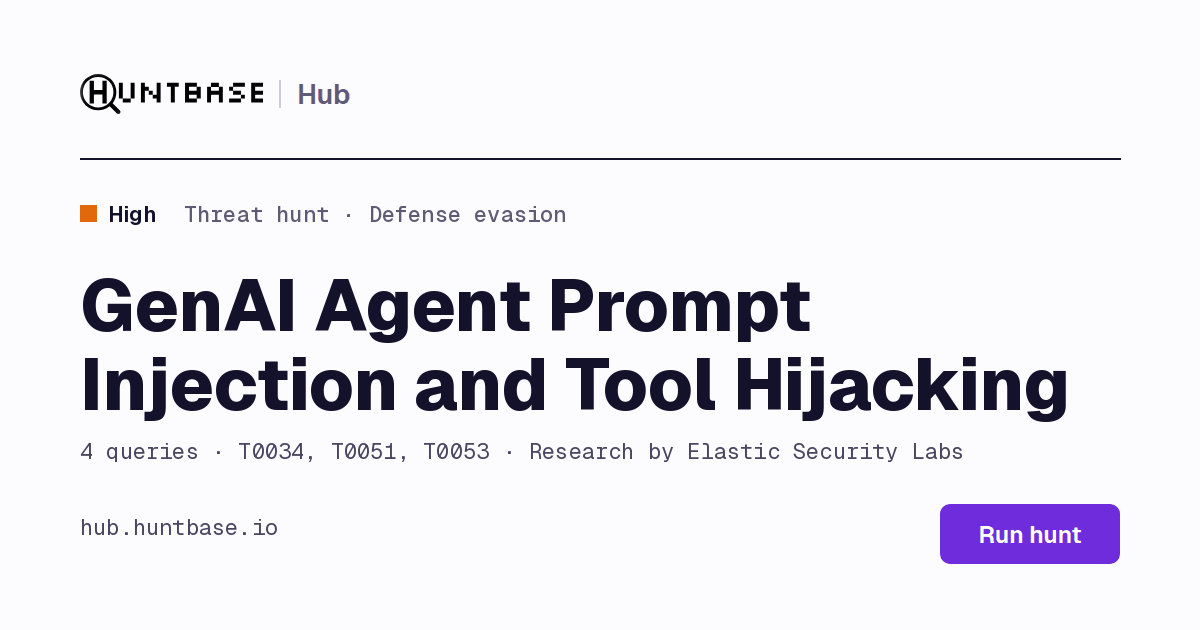 HUNTBASE Hub
High Threat hunt · Defense evasion
GenAI Agent Prompt
Injection and Tool Hijacking
4 queries · T0034, T0051, T0053 · Research by Elastic Security Labs
hub.huntbase.io
Run hunt